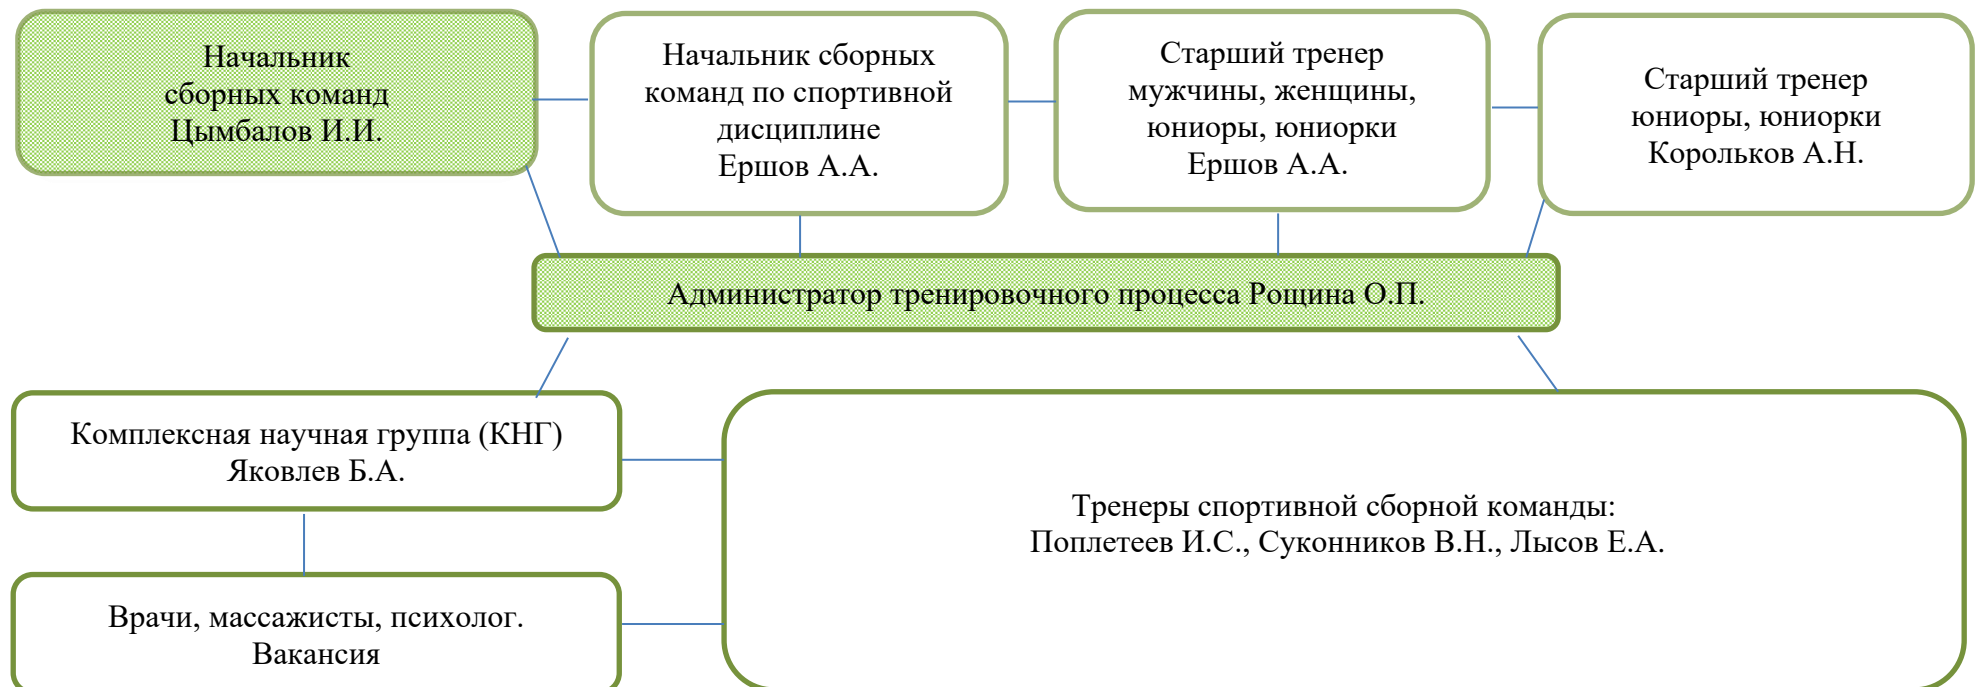 Начальник
сборных команд
Цымбалов И.И.
Начальник сборных
команд по спортивной
дисциплине
Ершов А.А.
Старший тренер
мужчины, женщины,
юниоры, юниорки
Ершов А.А.
Старший тренер
юниоры, юниорки
Корольков А.Н.
Администратор тренировочного процесса Рощина О.П.
Комплексная научная группа (КНГ)
Яковлев Б.А.
Тренеры спортивной сборной команды:
Поплетеев И.С., Суконников В.Н., Лысов Е.А.
Врачи, массажисты, психолог.
Вакансия